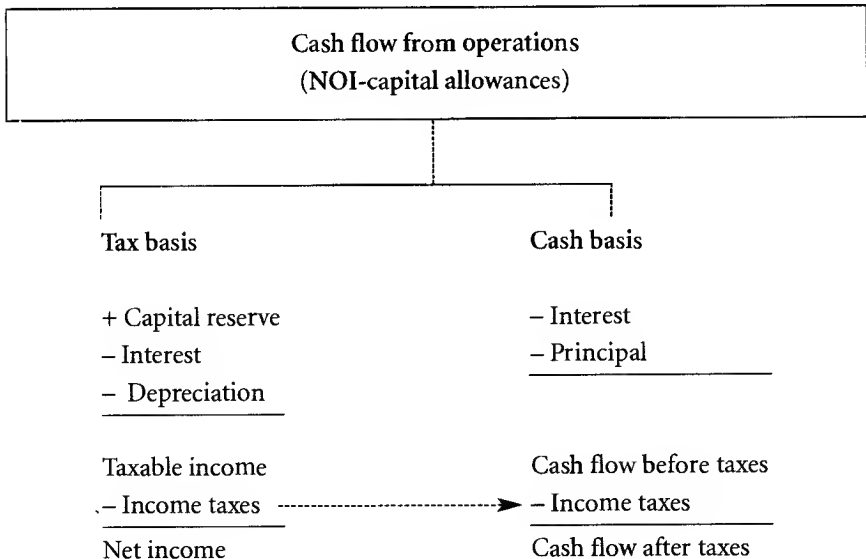 Cash flow from operations
(NOI-capital allowances)
Tax basis
+ Capital reserve
– Interest
– Depreciation
Taxable income
– Income taxes
Net income
Cash basis
– Interest
– Principal
Cash flow before taxes
– Income taxes
Cash flow after taxes